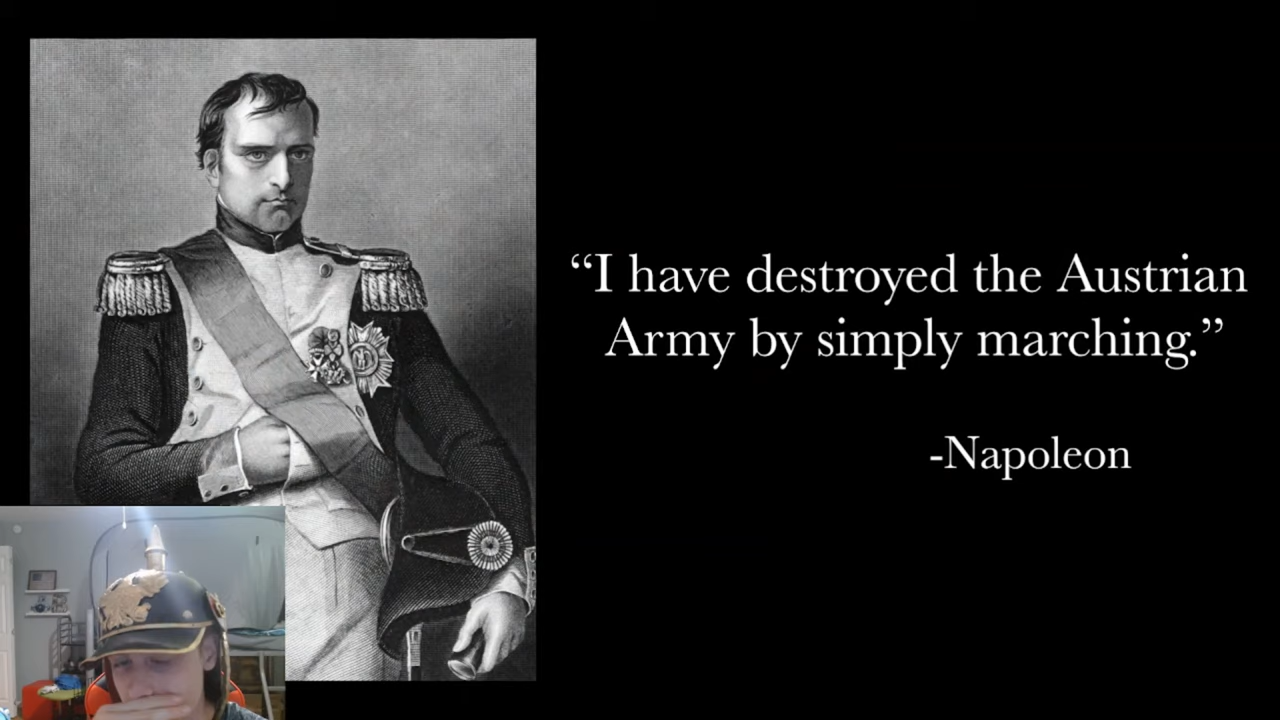 “I have destroyed the Austrian
Army by simply marching.”
-Napoleon